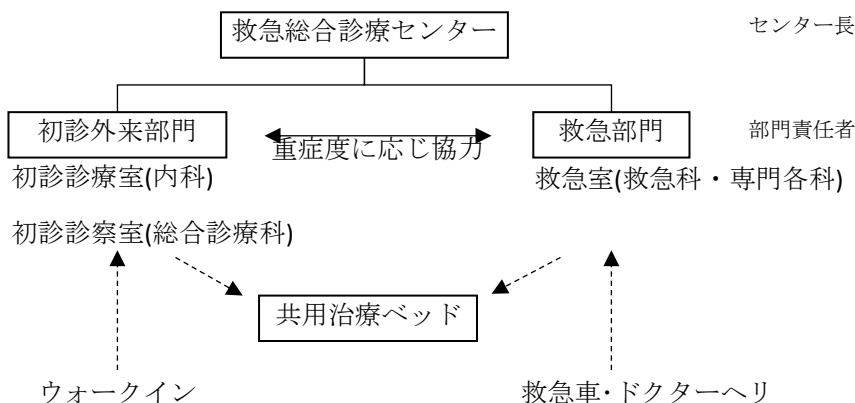 救急総合診療センター
センター長
初診外来部門
重症度に応じ協力
救急部門
部門責任者
初診診療室(内科)
救急室(救急科・専門各科)
初診診察室(総合診療科)
共用治療ベッド
ウォークイン
救急車・ドクターヘリ